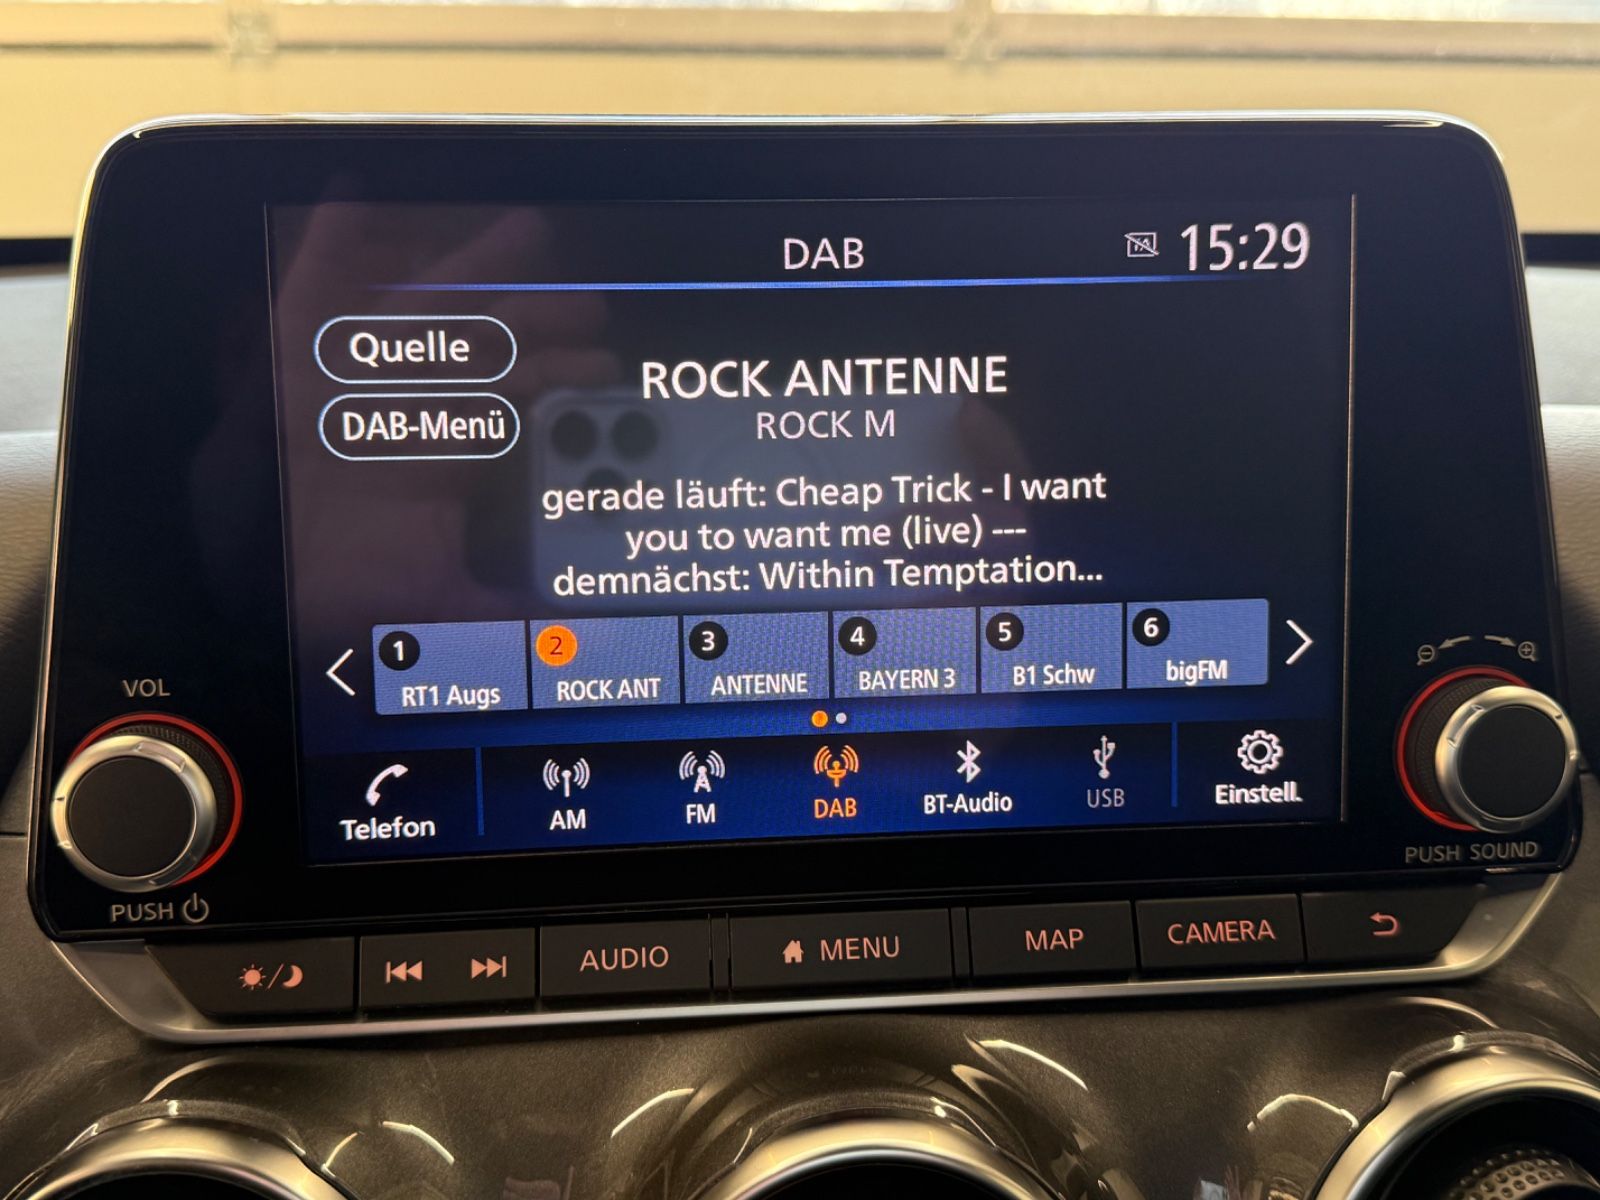 DAB
15:29
Quelle
DAB-Menü
ROCK ANTENNE
ROCK M
gerade läuft: Cheap Trick - I want
you to want me (live) ---
demnächst: Within Temptation...
1 2 3 4 5 6
RT1 Augs ROCK ANT ANTENNE BAYERN 3 B1 Schw bigFM
Telefon AM FM DAB BT-Audio USB Einstell.
VOL
PUSH
PUSH SOUND
AUDIO MENU MAP CAMERA